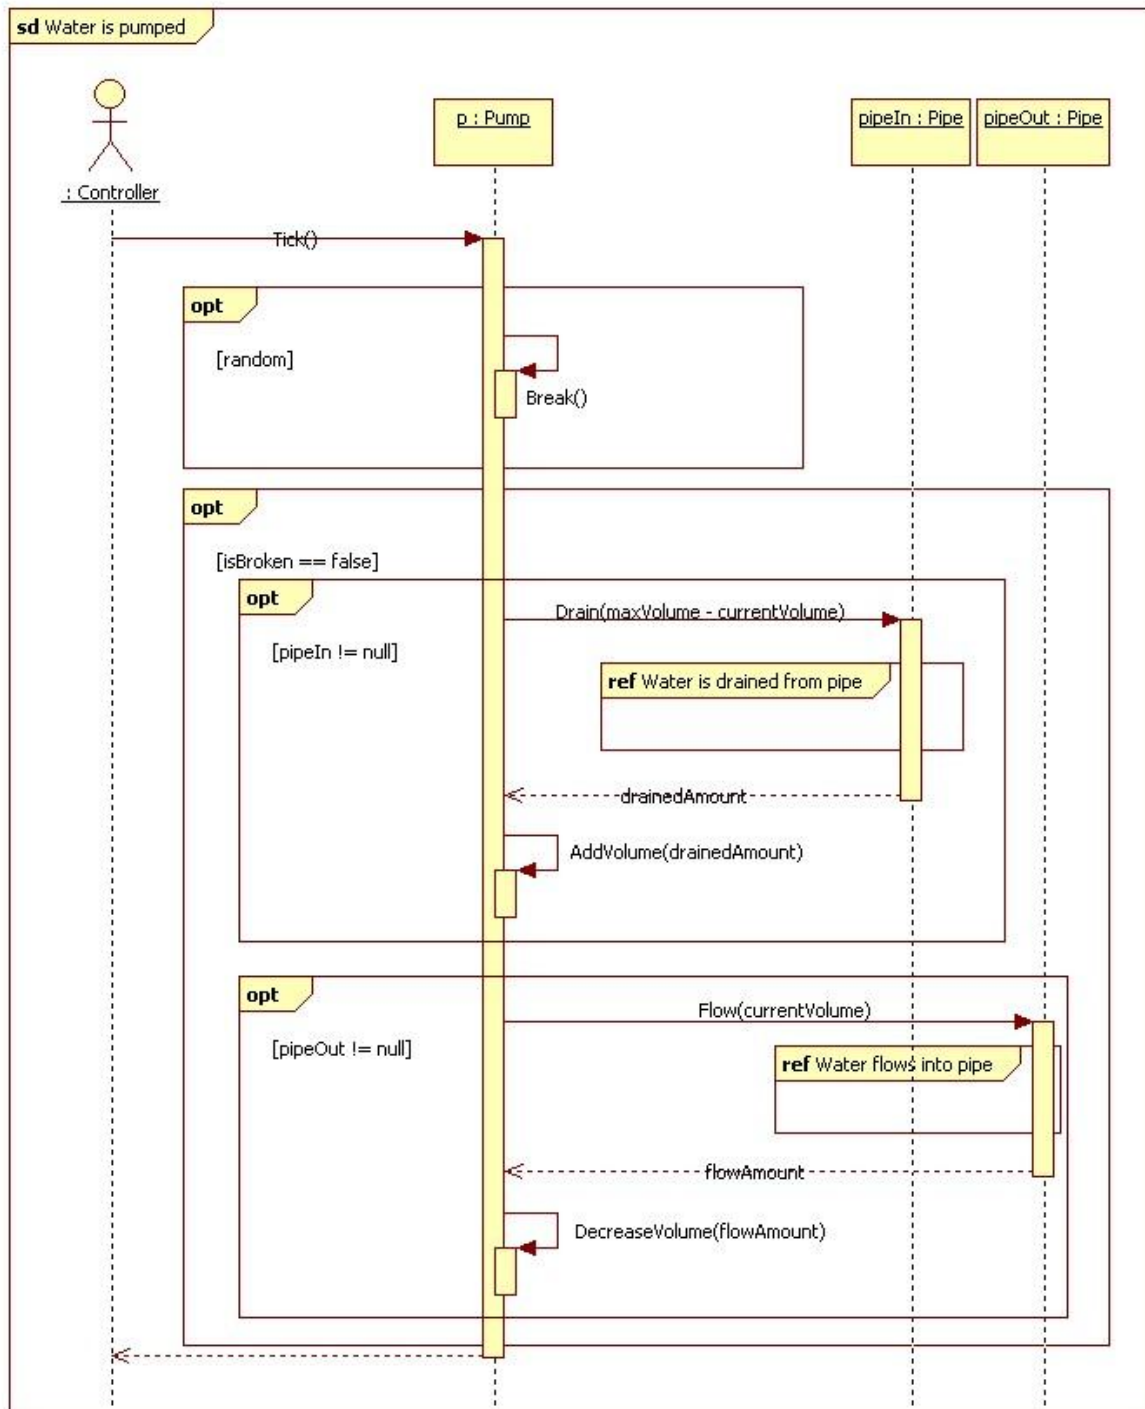 sd Water is pumped
: Controller
p : Pump
pipeIn : Pipe
pipeOut : Pipe
Tick()
opt
[random]
Break()
opt
[isBroken == false]
opt
[pipeIn != null]
Drain(maxVolume - currentVolume)
ref Water is drained from pipe
drainedAmount
AddVolume(drainedAmount)
opt
[pipeOut != null]
Flow(currentVolume)
ref Water flows into pipe
flowAmount
DecreaseVolume(flowAmount)